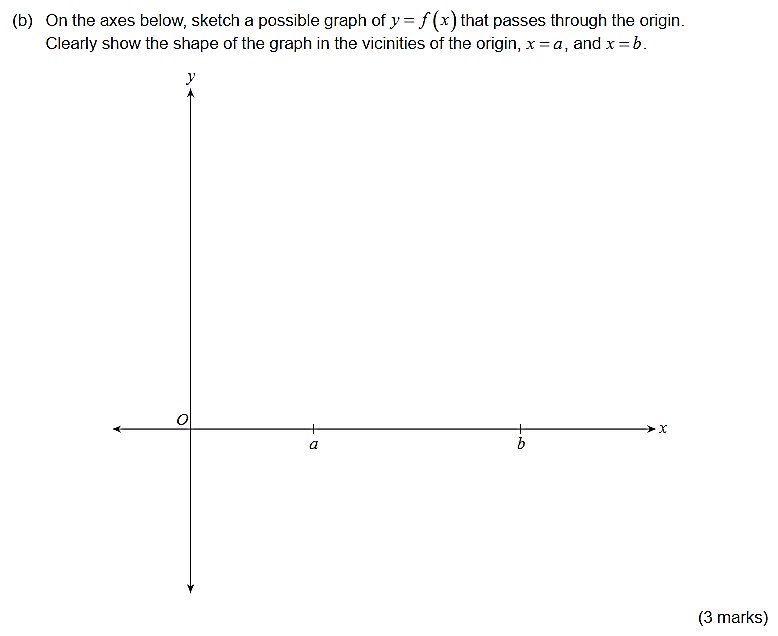 (b) On the axes below, sketch a possible graph of y = f(x) that passes through the origin.
Clearly show the shape of the graph in the vicinities of the origin, x = a, and x = b.
y
O
x
a
b
(3 marks)